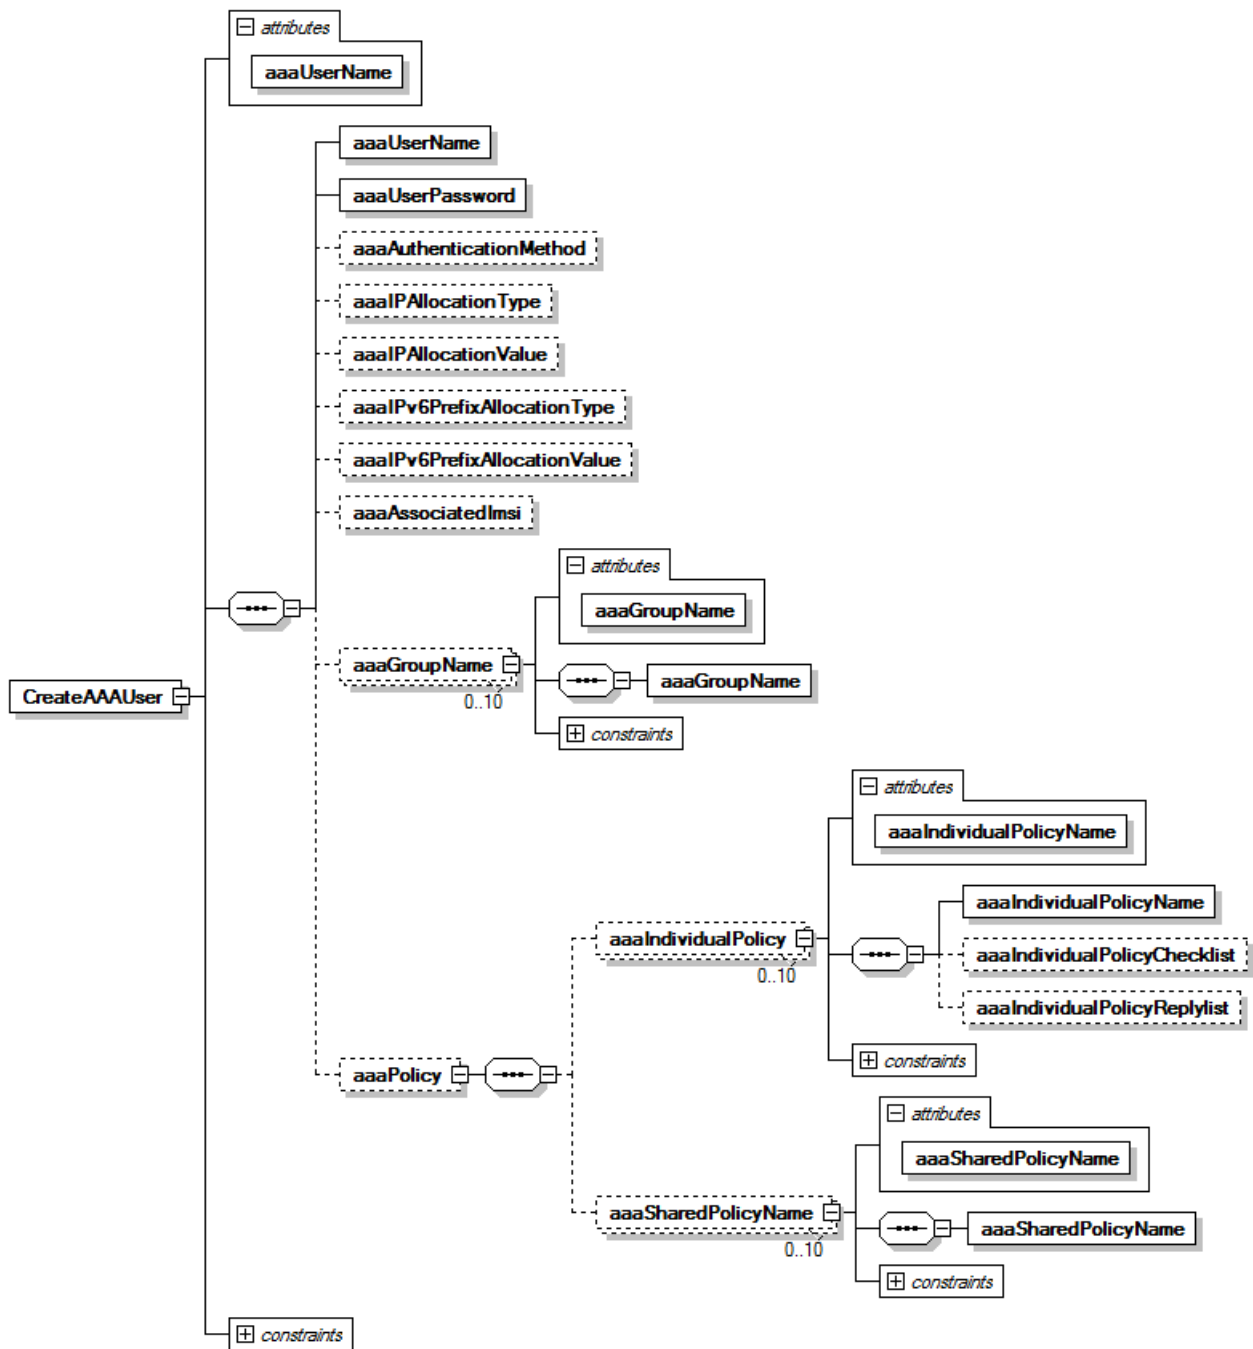 attributes
aaaUserName
aaaUserName
aaaUserPassword
aaaAuthenticationMethod
aaaIPAllocationType
aaaIPAllocationValue
aaaIPv6PrefixAllocationType
aaaIPv6PrefixAllocationValue
aaaAssociatedImsi
attributes
aaaGroupName
aaaGroupName
0..10
aaaGroupName
constraints
CreateAAAUser
attributes
aaaIndividualPolicyName
aaaIndividualPolicy
0..10
aaaIndividualPolicyName
aaaIndividualPolicyChecklist
aaaIndividualPolicyReplylist
constraints
aaaPolicy
attributes
aaaSharedPolicyName
aaaSharedPolicyName
0..10
aaaSharedPolicyName
constraints
constraints